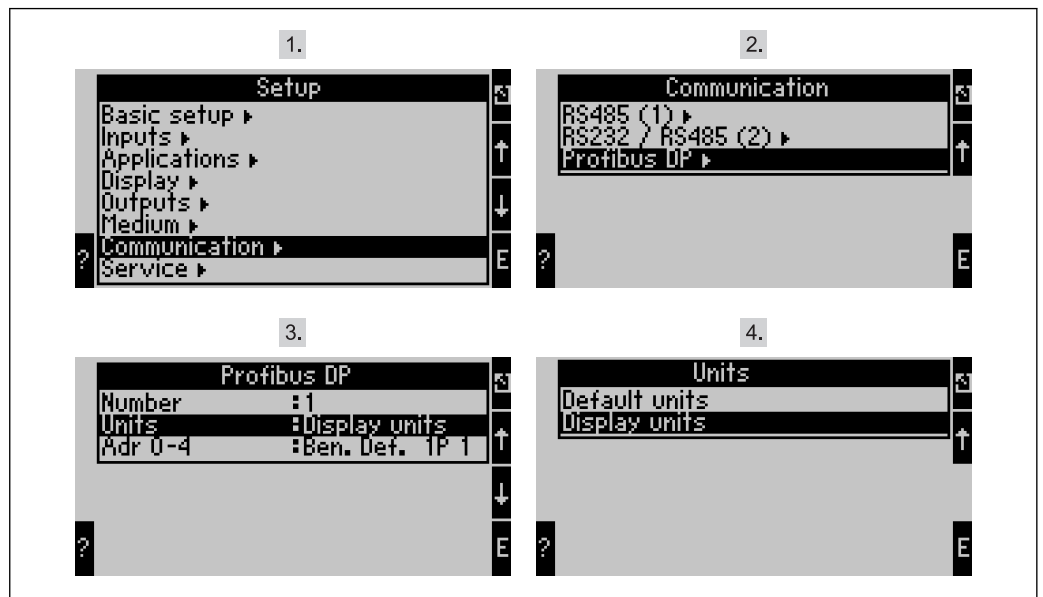 1.
Setup
Basic setup ▸
Inputs ▸
Applications ▸
Display ▸
Outputs ▸
Medium ▸
Communication ▸
Service ▸
?
↑
↓
E
2.
Communication
RS485 (1) ▸
RS232 / RS485 (2) ▸
Profibus DP ▸
?
↑
E
3.
Profibus DP
Number :1
Units :Display units
Adr 0-4 :Ben. Def. 1P 1
?
↑
↓
E
4.
Units
Default units
Display units
?
↑
E